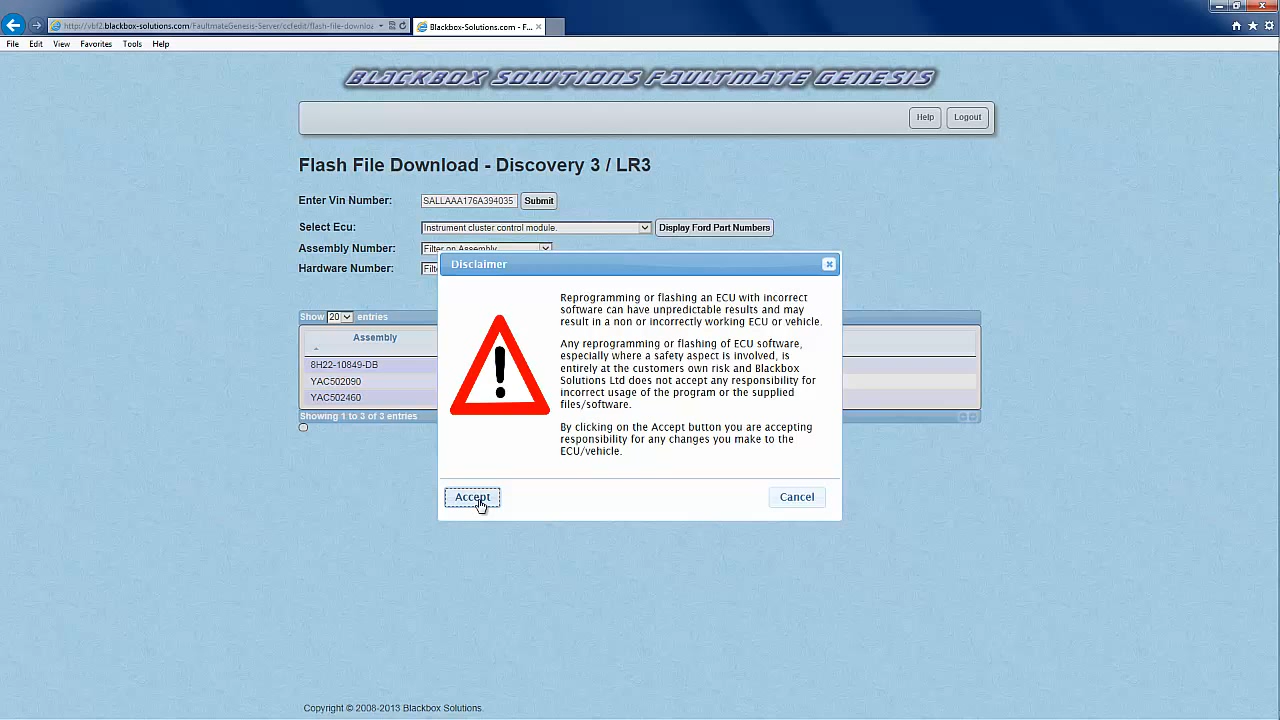 http://vbf2.blackbox-solutions.com/FaultmateGenesis-Server/ccfedit/flash-file-downloa
Blackbox-Solutions.com - F...
File Edit View Favorites Tools Help
BLACKBOX SOLUTIONS FAULTMATE GENESIS
Help Logout
Flash File Download - Discovery 3 / LR3
Enter Vin Number: SALLAAA176A394035 Submit
Select Ecu: Instrument cluster control module. Display Ford Part Numbers
Assembly Number: Filter on Assembly
Hardware Number: Filt
Disclaimer
Reprogramming or flashing an ECU with incorrect
software can have unpredictable results and may
result in a non or incorrectly working ECU or vehicle.
Any reprogramming or flashing of ECU software,
especially where a safety aspect is involved, is
entirely at the customers own risk and Blackbox
Solutions Ltd does not accept any responsibility for
incorrect usage of the program or the supplied
files/software.
By clicking on the Accept button you are accepting
responsibility for any changes you make to the
ECU/vehicle.
Accept Cancel
Show 20 entries
Assembly
8H22-10849-DB
YAC502090
YAC502460
Showing 1 to 3 of 3 entries
Copyright © 2008-2013 Blackbox Solutions.